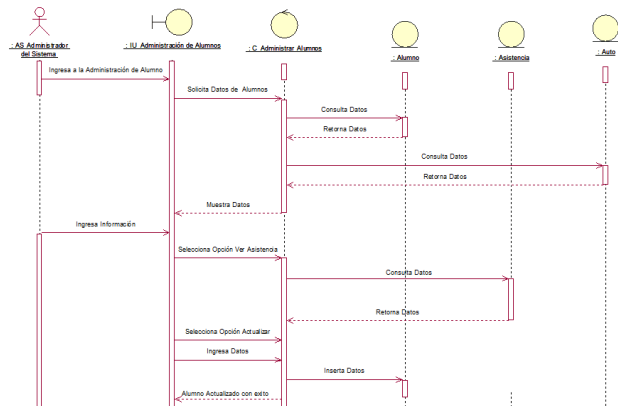 : AS Administrador
del Sistema
: IU_Administración de Alumnos
: C_Administrar Alumnos
: Alumno
: Asistencia
: Auto
Ingresa a la Administración de Alumno
Solicita Datos de Alumnos
Consulta Datos
Retorna Datos
Consulta Datos
Retorna Datos
Muestra Datos
Ingresa Información
Selecciona Opción Ver Asistencia
Consulta Datos
Retorna Datos
Selecciona Opción Actualizar
Ingresa Datos
Inserta Datos
Alumno Actualizado con exito